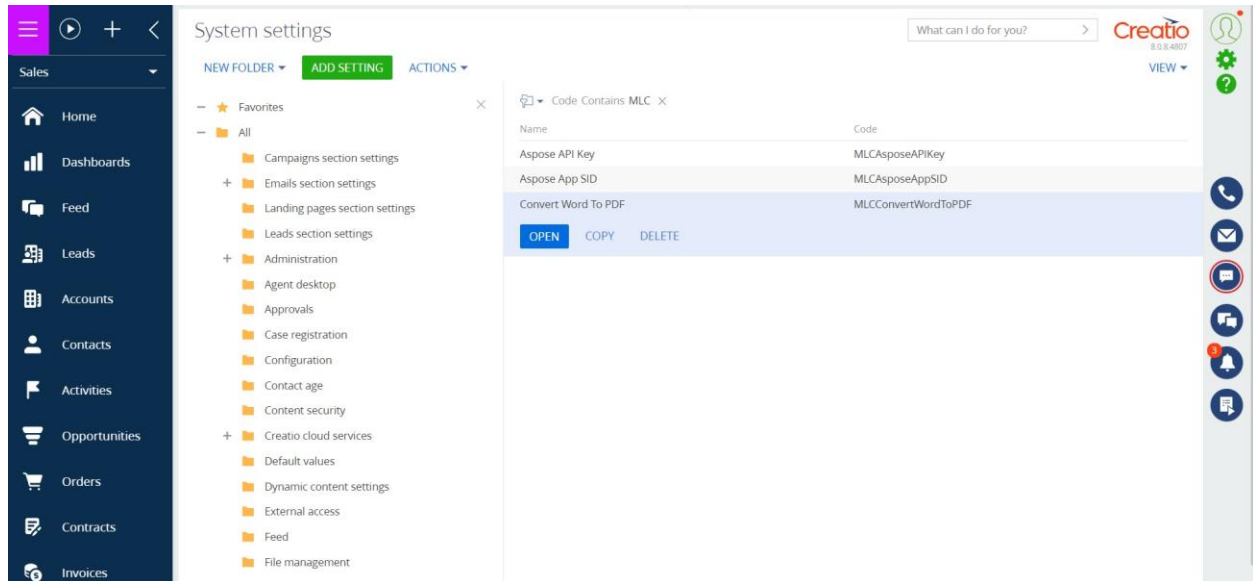 System settings
What can I do for you?
Creatio
8.0.8.4807
Sales
NEW FOLDER
ADD SETTING
ACTIONS
VIEW
Home
Dashboards
Feed
Leads
Accounts
Contacts
Activities
Opportunities
Orders
Contracts
Invoices
Favorites
All
Campaigns section settings
Emails section settings
Landing pages section settings
Leads section settings
Administration
Agent desktop
Approvals
Case registration
Configuration
Contact age
Content security
Creatio cloud services
Default values
Dynamic content settings
External access
Feed
File management
Code Contains MLC
Name Code
Aspose API Key MLCAsposeAPIKey
Aspose App SID MLCAsposeAppSID
Convert Word To PDF MLCConvertWordToPDF
OPEN COPY DELETE
3